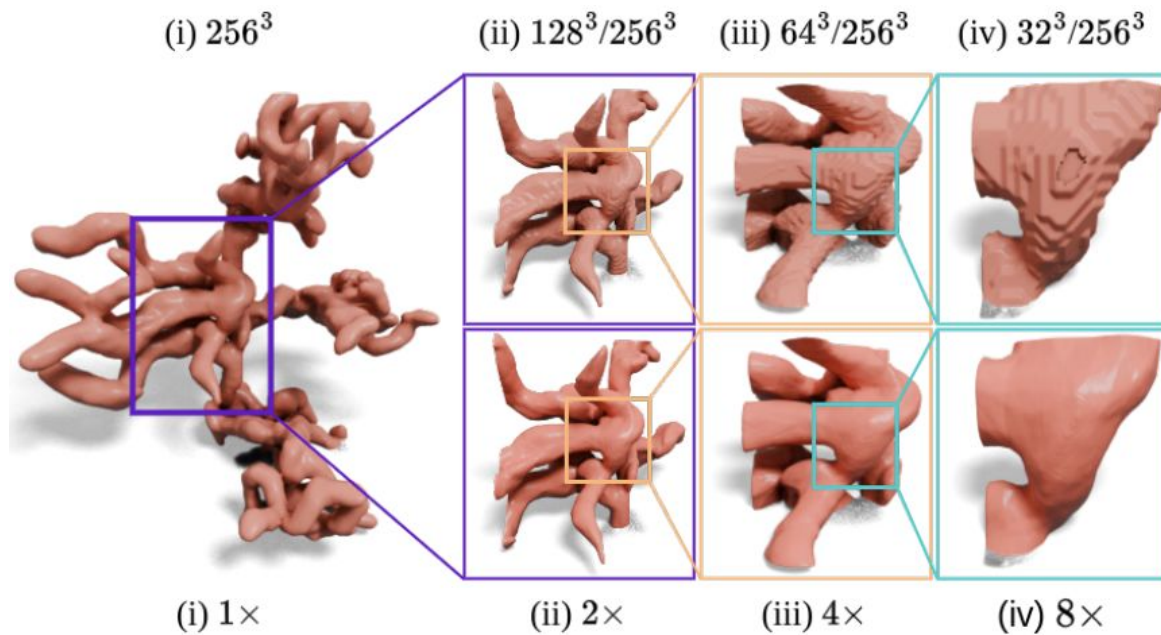 (i) 256³ (ii) 128³/256³ (iii) 64³/256³ (iv) 32³/256³
(i) 1× (ii) 2× (iii) 4× (iv) 8×